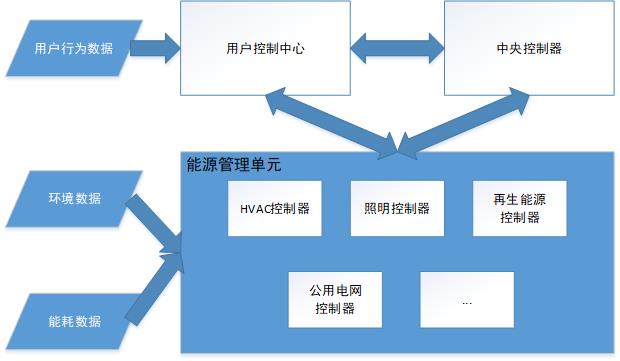 用户行为数据
用户控制中心
中央控制器
能源管理单元
环境数据
HVAC控制器
照明控制器
再生能源
控制器
公用电网
控制器
...
能耗数据